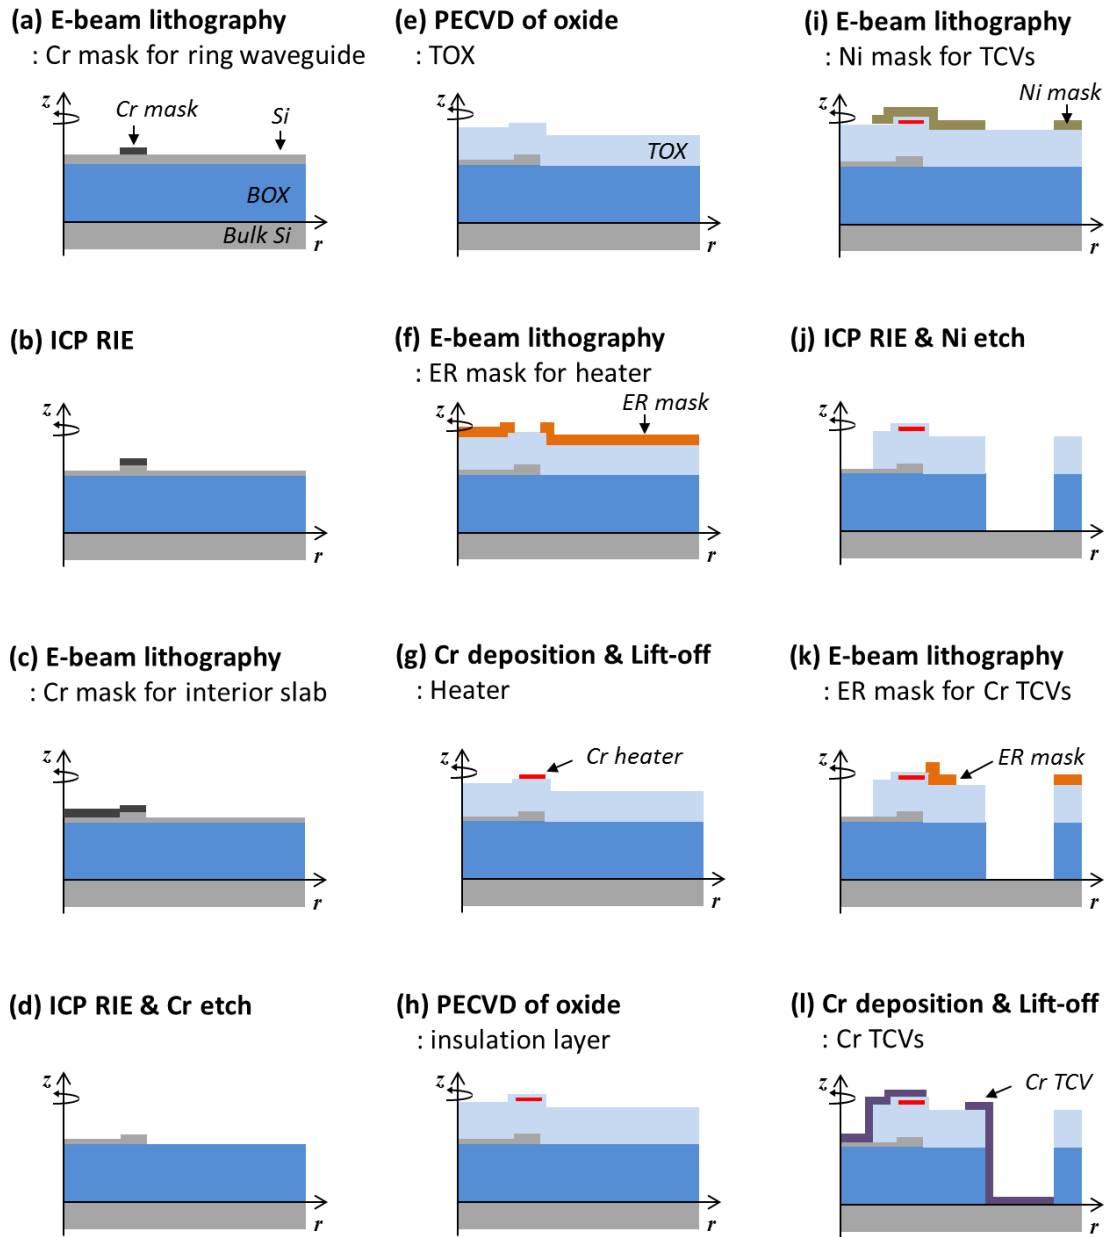 (a) E-beam lithography
: Cr mask for ring waveguide
z
Cr mask
Si
BOX
Bulk Si
r
(b) ICP RIE
z
r
(c) E-beam lithography
: Cr mask for interior slab
z
r
(d) ICP RIE & Cr etch
z
r
(e) PECVD of oxide
: TOX
z
TOX
r
(f) E-beam lithography
: ER mask for heater
ER mask
z
r
(g) Cr deposition & Lift-off
: Heater
Cr heater
z
r
(h) PECVD of oxide
: insulation layer
z
r
(i) E-beam lithography
: Ni mask for TCVs
Ni mask
z
r
(j) ICP RIE & Ni etch
z
r
(k) E-beam lithography
: ER mask for Cr TCVs
ER mask
z
r
(l) Cr deposition & Lift-off
: Cr TCVs
Cr TCV
z
r